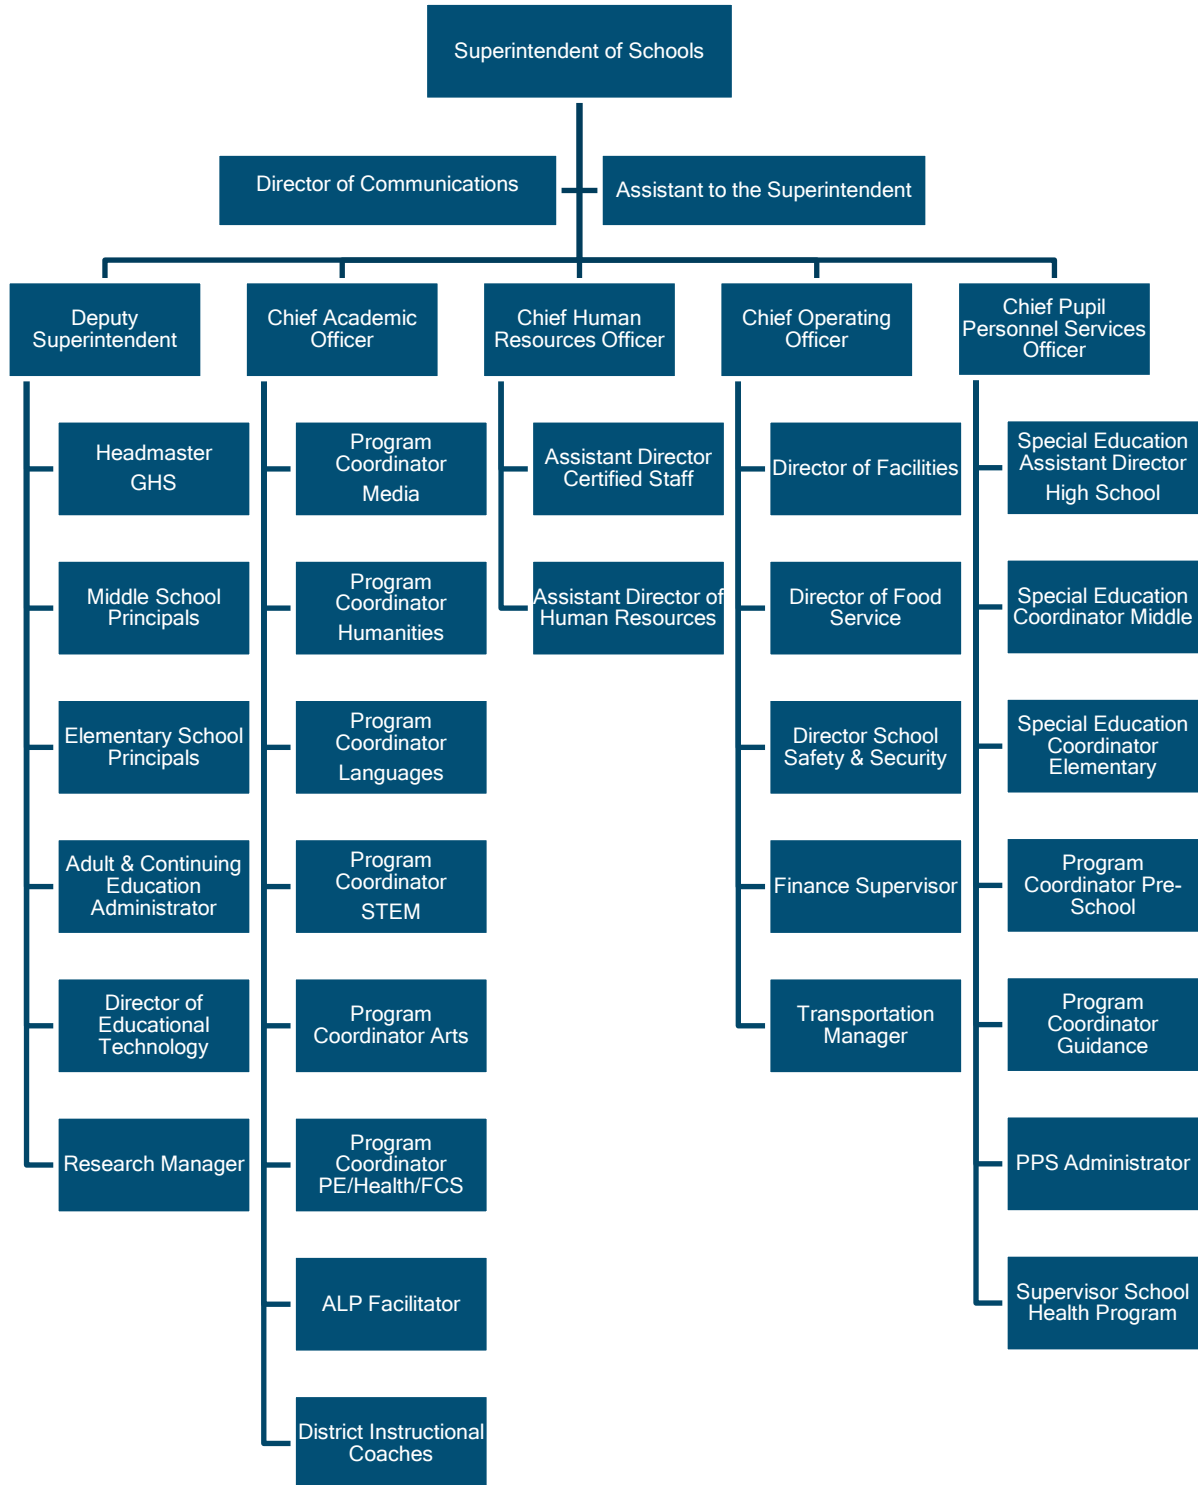 Superintendent of Schools
Director of Communications
Assistant to the Superintendent
Deputy
Superintendent
Chief Academic
Officer
Chief Human
Resources Officer
Chief Operating
Officer
Chief Pupil
Personnel Services
Officer
Headmaster
GHS
Middle School
Principals
Elementary School
Principals
Adult & Continuing
Education
Administrator
Director of
Educational
Technology
Research Manager
Program
Coordinator
Media
Program
Coordinator
Humanities
Program
Coordinator
Languages
Program
Coordinator
STEM
Program
Coordinator Arts
Program
Coordinator
PE/Health/FCS
ALP Facilitator
District Instructional
Coaches
Assistant Director
Certified Staff
Assistant Director of
Human Resources
Director of Facilities
Director of Food
Service
Director School
Safety & Security
Finance Supervisor
Transportation
Manager
Special Education
Assistant Director
High School
Special Education
Coordinator Middle
Special Education
Coordinator
Elementary
Program
Coordinator Pre-
School
Program
Coordinator
Guidance
PPS Administrator
Supervisor School
Health Program